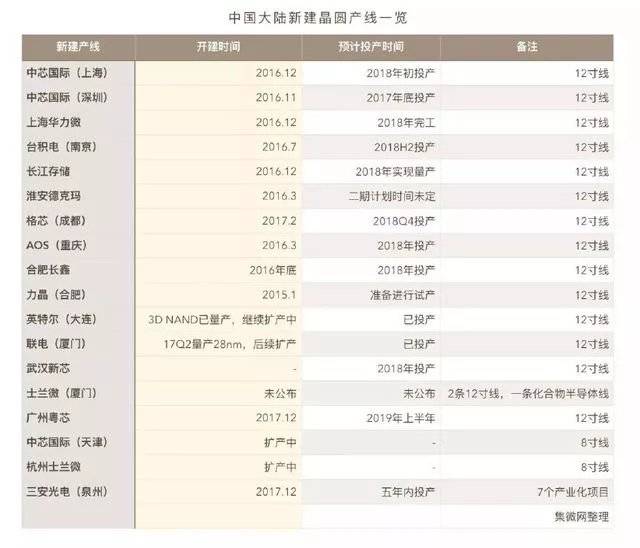 中国大陆新建晶圆产线一览
新建产线 开建时间 预计投产时间 备注
中芯国际（上海） 2016.12 2018年初投产 12寸线
中芯国际（深圳） 2016.11 2017年底投产 12寸线
上海华力微 2016.12 2018年完工 12寸线
台积电（南京） 2016.7 2018H2投产 12寸线
长江存储 2016.12 2018年实现量产 12寸线
淮安德克玛 2016.3 二期计划时间未定 12寸线
格芯（成都） 2017.2 2018Q4投产 12寸线
AOS（重庆） 2016.3 2018年投产 12寸线
合肥长鑫 2016年底 2018年投产 12寸线
力晶（合肥） 2015.1 准备进行试产 12寸线
英特尔（大连） 3D NAND已量产，继续扩产中 已投产 12寸线
联电（厦门） 17Q2量产28nm，后续扩产 已投产 12寸线
武汉新芯 - 2018年投产 12寸线
士兰微（厦门） 未公布 未公布 2条12寸线，一条化合物半导体线
广州粤芯 2017.12 2019年上半年 12寸线
中芯国际（天津） 扩产中 - 8寸线
杭州士兰微 扩产中 - 8寸线
三安光电（泉州） 2017.12 五年内投产 7个产业化项目
集微网整理